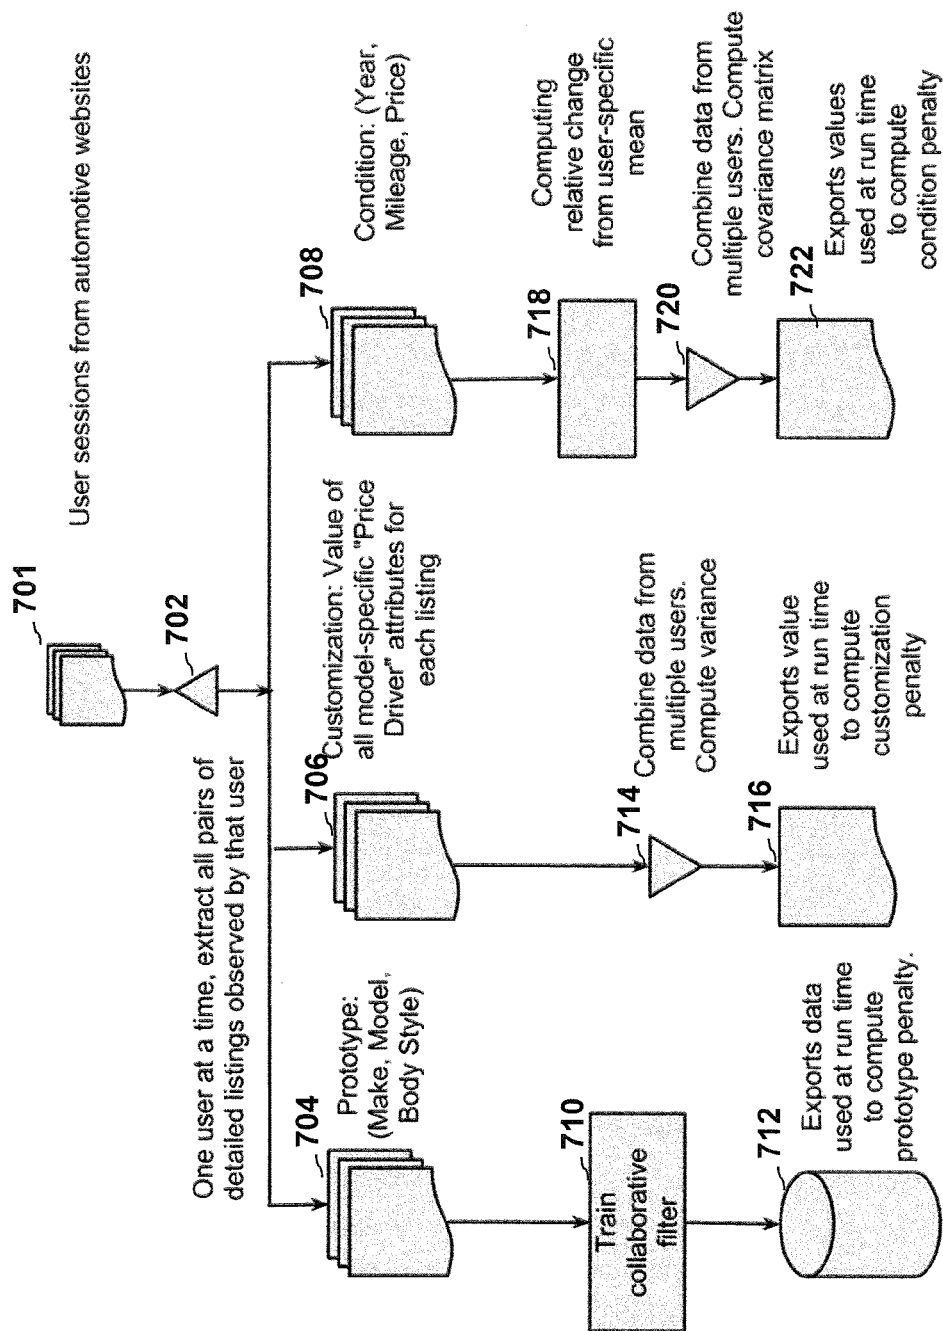 701
User sessions from automotive websites
702
One user at a time, extract all pairs of
detailed listings observed by that user
704
Prototype:
(Make, Model,
Body Style)
706
Customization: Value of
all model-specific "Price
Driver" attributes for
each listing
708
Condition: (Year,
Mileage, Price)
710
Train
collaborative
filter
712
Exports data
used at run time
to compute
prototype penalty.
714
Combine data from
multiple users.
Compute variance
716
Exports value
used at run time
to compute
customization
penalty
718
Computing
relative change
from user-specific
mean
720
Combine data from
multiple users. Compute
covariance matrix
722
Exports values
used at run time
to compute
condition penalty